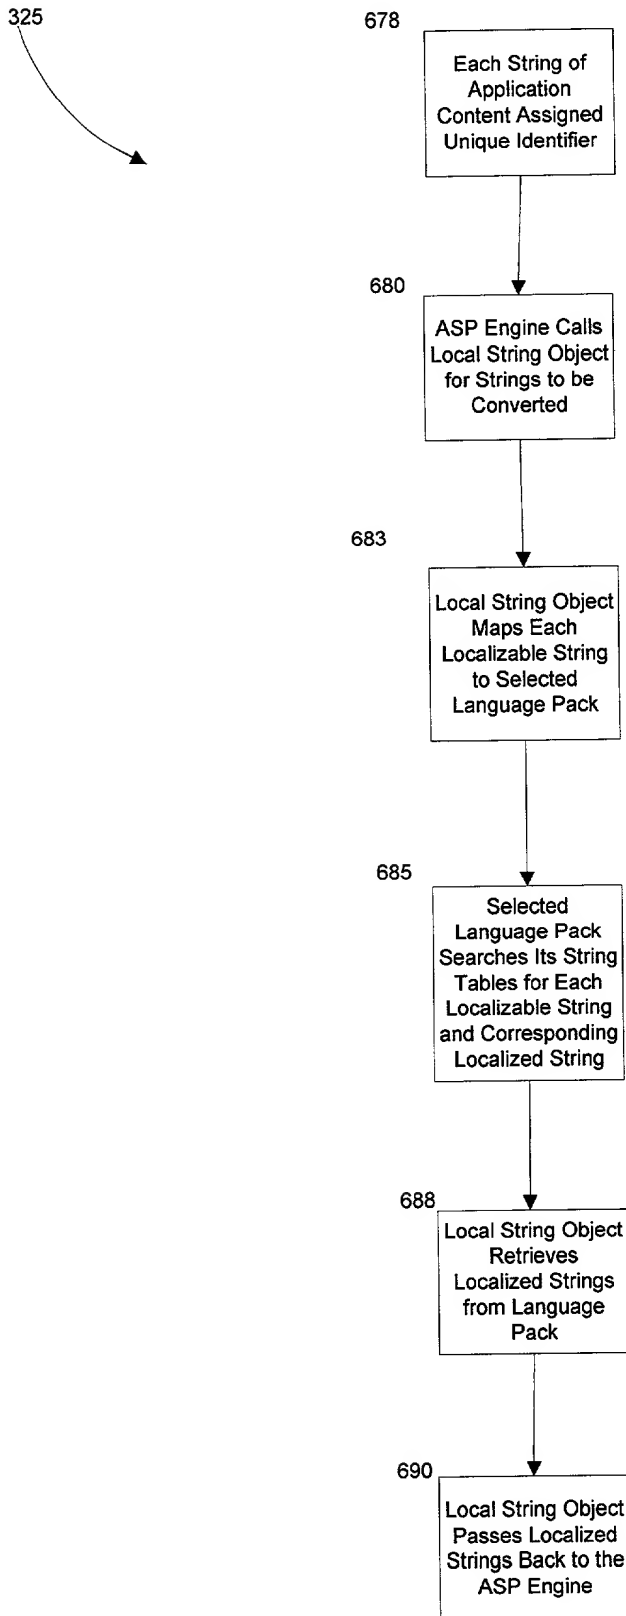 325
678
Each String of
Application
Content Assigned
Unique Identifier
680
ASP Engine Calls
Local String Object
for Strings to be
Converted
683
Local String Object
Maps Each
Localizable String
to Selected
Language Pack
685
Selected
Language Pack
Searches Its String
Tables for Each
Localizable String
and Corresponding
Localized String
688
Local String Object
Retrieves
Localized Strings
from Language
Pack
690
Local String Object
Passes Localized
Strings Back to the
ASP Engine